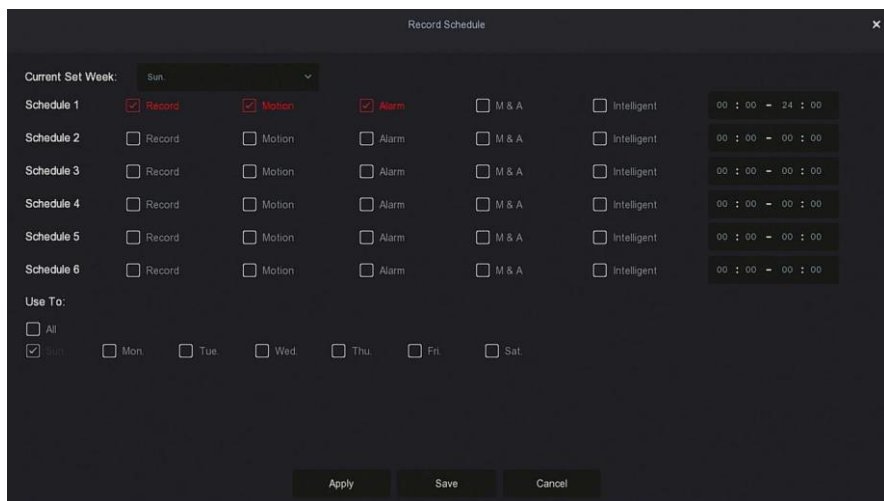 Record Schedule
Current Set Week: Sun.
Schedule 1 Record Motion Alarm M & A Intelligent 00 : 00 - 24 : 00
Schedule 2 Record Motion Alarm M & A Intelligent 00 : 00 - 00 : 00
Schedule 3 Record Motion Alarm M & A Intelligent 00 : 00 - 00 : 00
Schedule 4 Record Motion Alarm M & A Intelligent 00 : 00 - 00 : 00
Schedule 5 Record Motion Alarm M & A Intelligent 00 : 00 - 00 : 00
Schedule 6 Record Motion Alarm M & A Intelligent 00 : 00 - 00 : 00
Use To:
All
Sun. Mon. Tue. Wed. Thu. Fri. Sat.
Apply Save Cancel